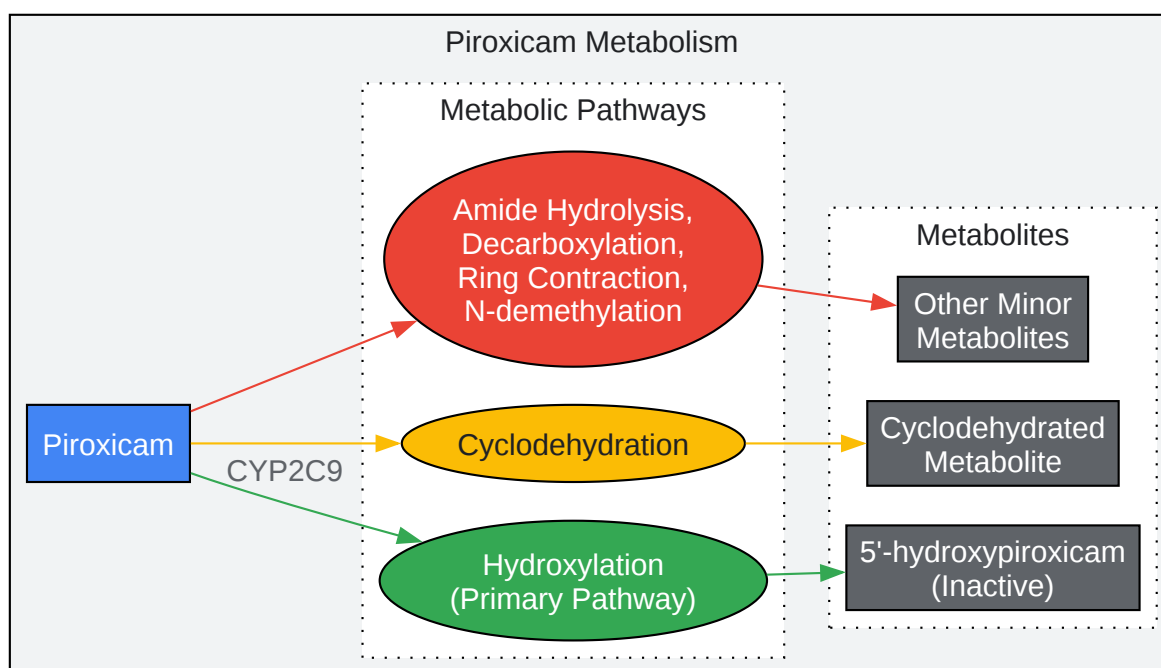 Piroxicam Metabolism
Metabolic Pathways
Amide Hydrolysis,
Decarboxylation,
Ring Contraction,
N-demethylation
Metabolites
Other Minor
Metabolites
Piroxicam
Cyclodehydration
Cyclodehydrated
Metabolite
CYP2C9
Hydroxylation
(Primary Pathway)
5'-hydroxypiroxicam
(Inactive)